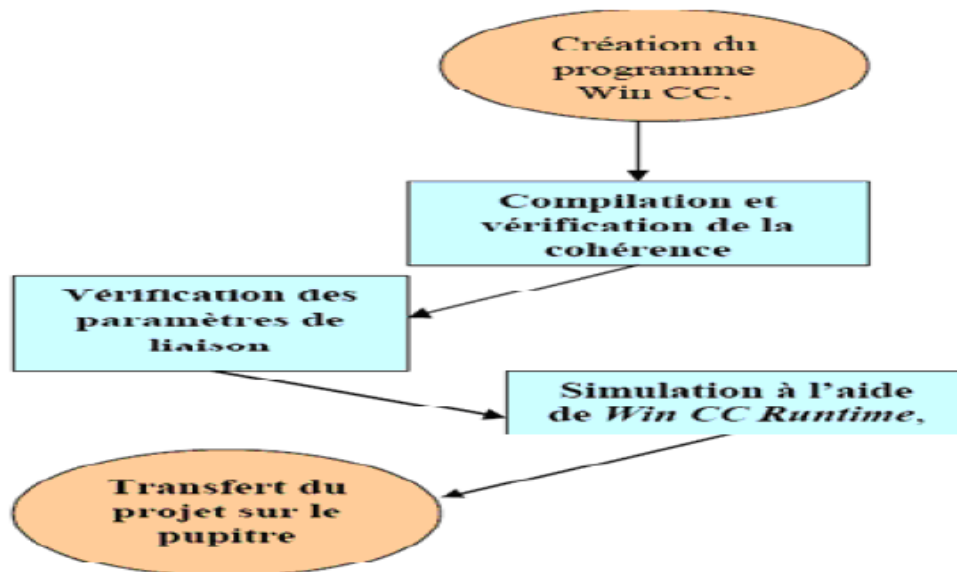 Création du
programme
Win CC.
Compilation et
vérification de la
cohérence
Vérification des
paramètres de
liaison
Simulation à l'aide
de Win CC Runtime,
Transfert du
projet sur le
pupitre